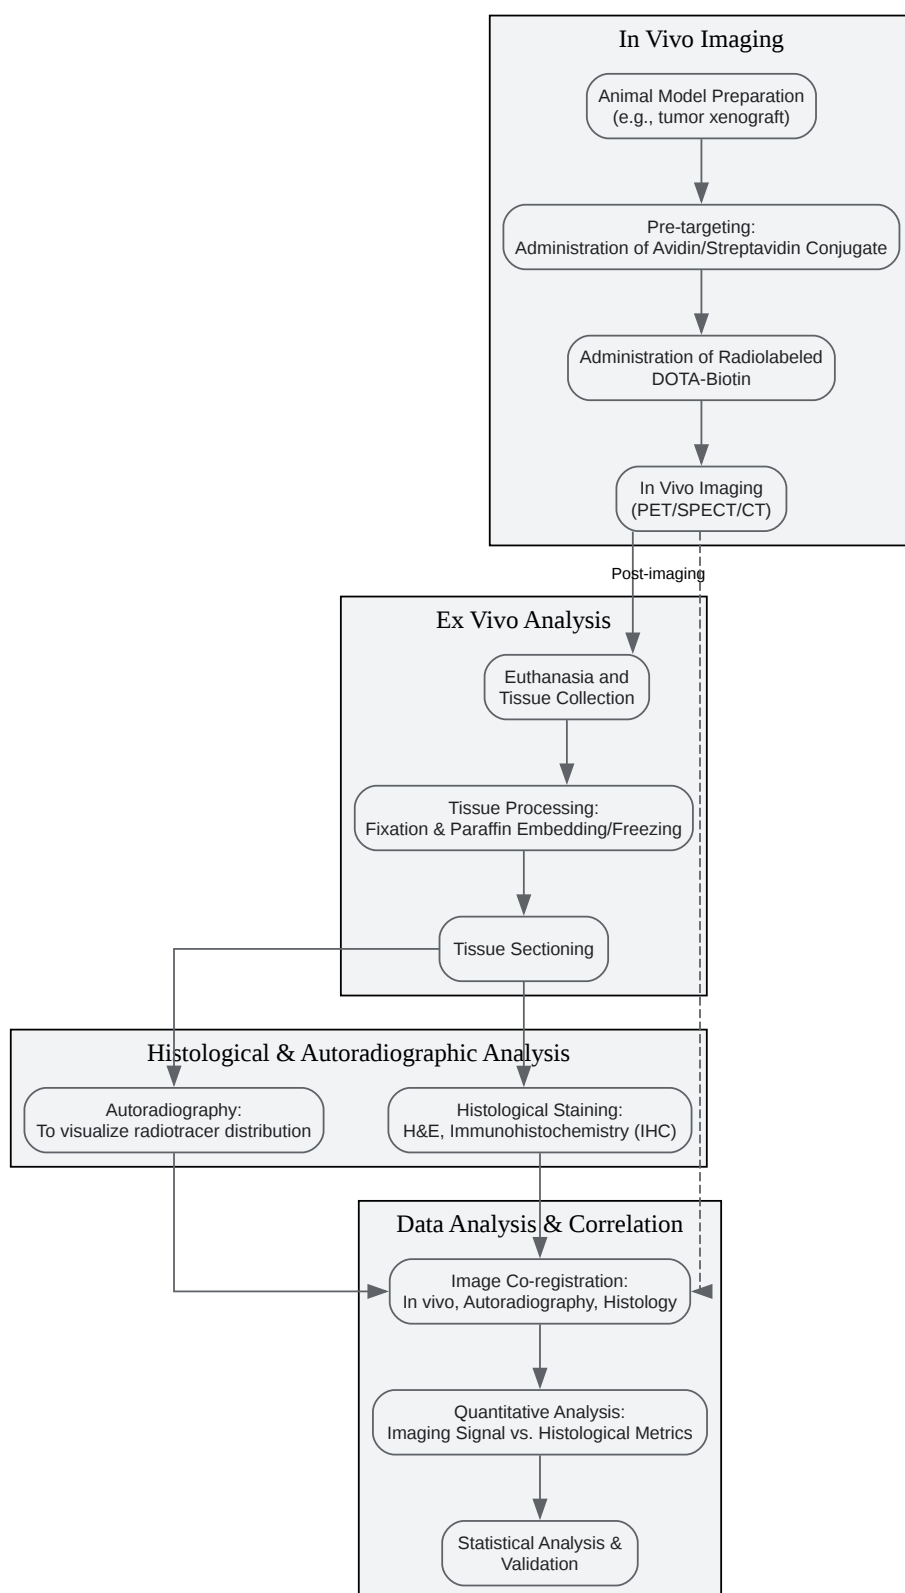 In Vivo Imaging
Animal Model Preparation
(e.g., tumor xenograft)
Pre-targeting:
Administration of Avidin/Streptavidin Conjugate
Administration of Radiolabeled
DOTA-Biotin
In Vivo Imaging
(PET/SPECT/CT)
Post-imaging
Ex Vivo Analysis
Euthanasia and
Tissue Collection
Tissue Processing:
Fixation & Paraffin Embedding/Freezing
Tissue Sectioning
Histological & Autoradiographic Analysis
Autoradiography:
To visualize radiotracer distribution
Histological Staining:
H&E, Immunohistochemistry (IHC)
Data Analysis & Correlation
Image Co-registration:
In vivo, Autoradiography, Histology
Quantitative Analysis:
Imaging Signal vs. Histological Metrics
Statistical Analysis &
Validation